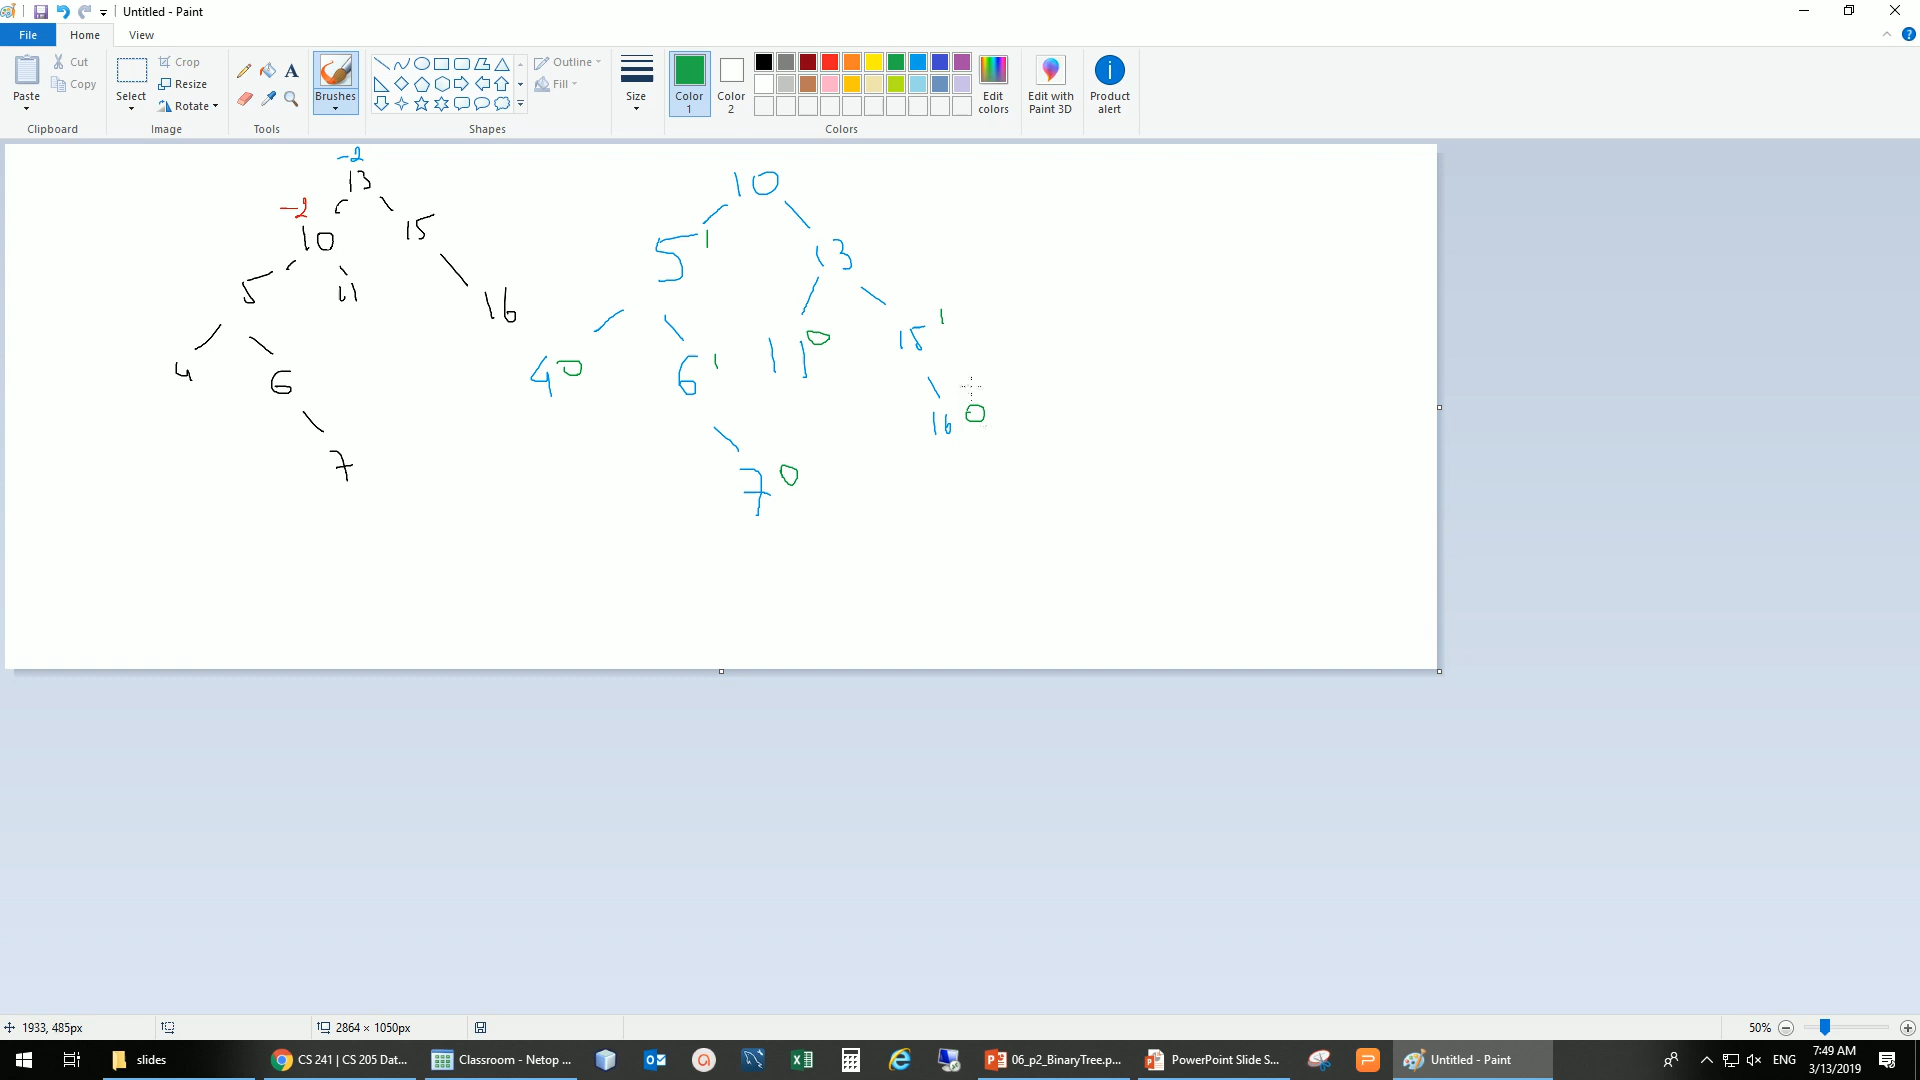 Untitled - Paint
File Home View
Paste Cut Copy Clipboard
Select Crop Resize Rotate Image
A Tools
Brushes
Outline Fill Shapes
Size
Color 1 Color 2 Edit colors Colors
Edit with Paint 3D
Product alert
-2
13
-2
10 15
5 11 16
4 6
7
10
5 1 13
4 0 6 1 11 0 15 1
16 0
7 0
1933, 485px 2864 × 1050px 50%
slides CS 241 | CS 205 Dat... Classroom - Netop ... 06_p2_BinaryTree.p... PowerPoint Slide S... Untitled - Paint ENG 7:49 AM
3/13/2019